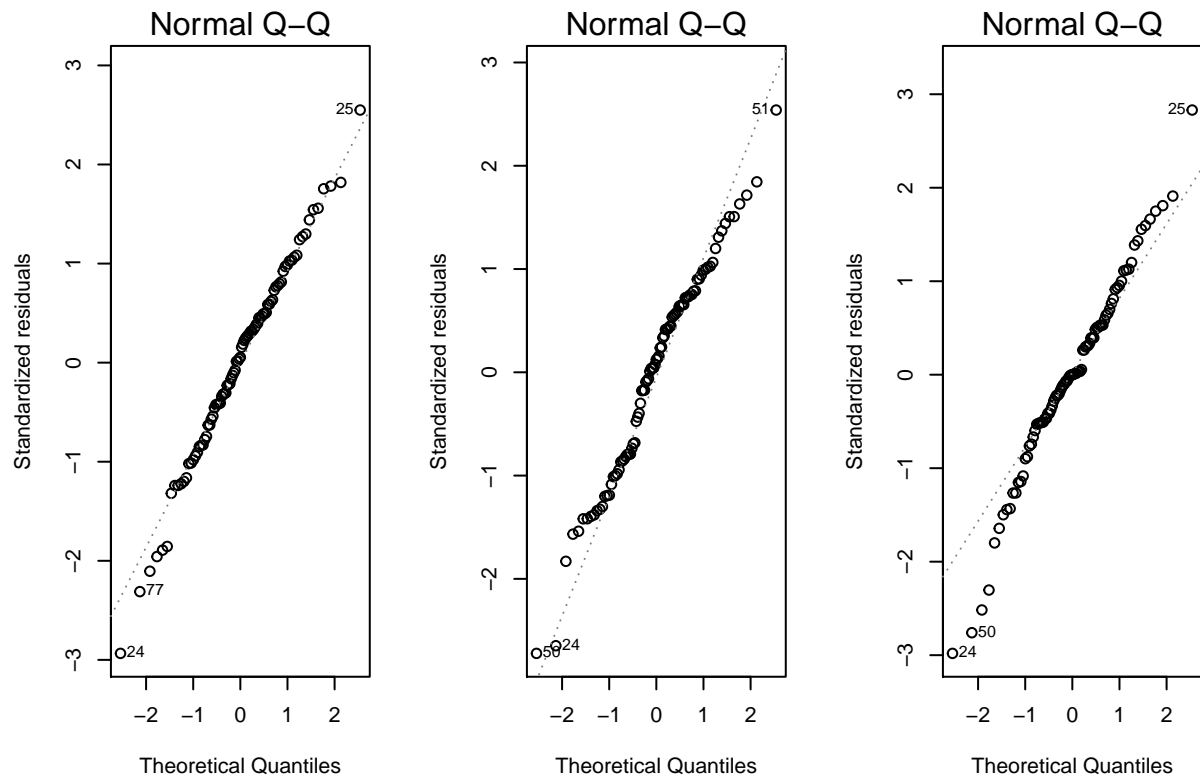 Normal Q−Q
Standardized residuals
3
2
1
0
−1
−2
−3
25
77
24
−2 −1 0 1 2
Theoretical Quantiles
Normal Q−Q
Standardized residuals
3
2
1
0
−1
−2
51
24
50
−2 −1 0 1 2
Theoretical Quantiles
Normal Q−Q
Standardized residuals
3
2
1
0
−1
−2
−3
25
50
24
−2 −1 0 1 2
Theoretical Quantiles